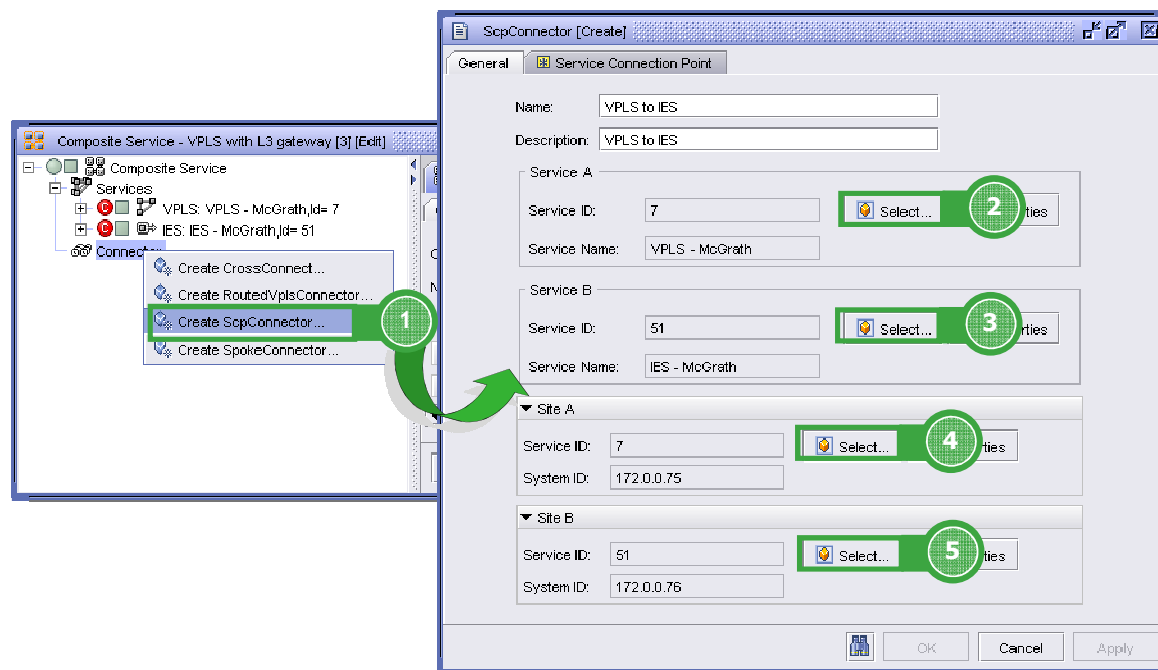 Composite Service - VPLS with L3 gateway [3] [Edit]
Composite Service
Services
VPLS: VPLS - McGrath,Id= 7
IES: IES - McGrath,Id= 51
Connector
Create CrossConnect...
Create RoutedVplsConnector...
Create ScpConnector...
1
Create SpokeConnector...
ScpConnector [Create]
General
Service Connection Point
Name: VPLS to IES
Description: VPLS to IES
Service A
Service ID: 7 Select... 2 ties
Service Name: VPLS - McGrath
Service B
Service ID: 51 Select... 3 rties
Service Name: IES - McGrath
Site A
Service ID: 7 Select... 4 ties
System ID: 172.0.0.75
Site B
Service ID: 51 Select... 5 ties
System ID: 172.0.0.76
OK Cancel Apply